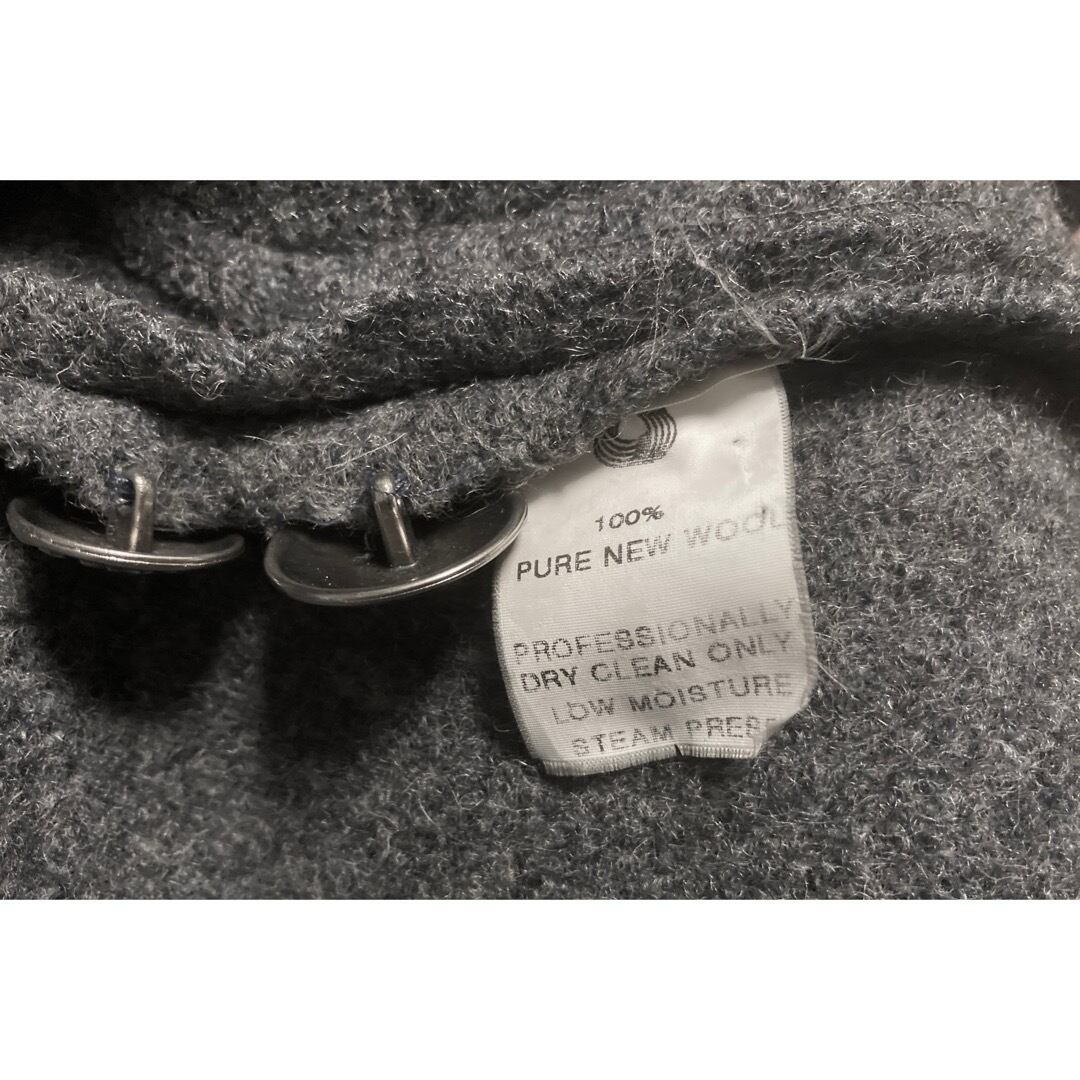 100%
PURE NEW WOOL
PROFESSIONALLY
DRY CLEAN ONLY
LOW MOISTURE
STEAM PRESS